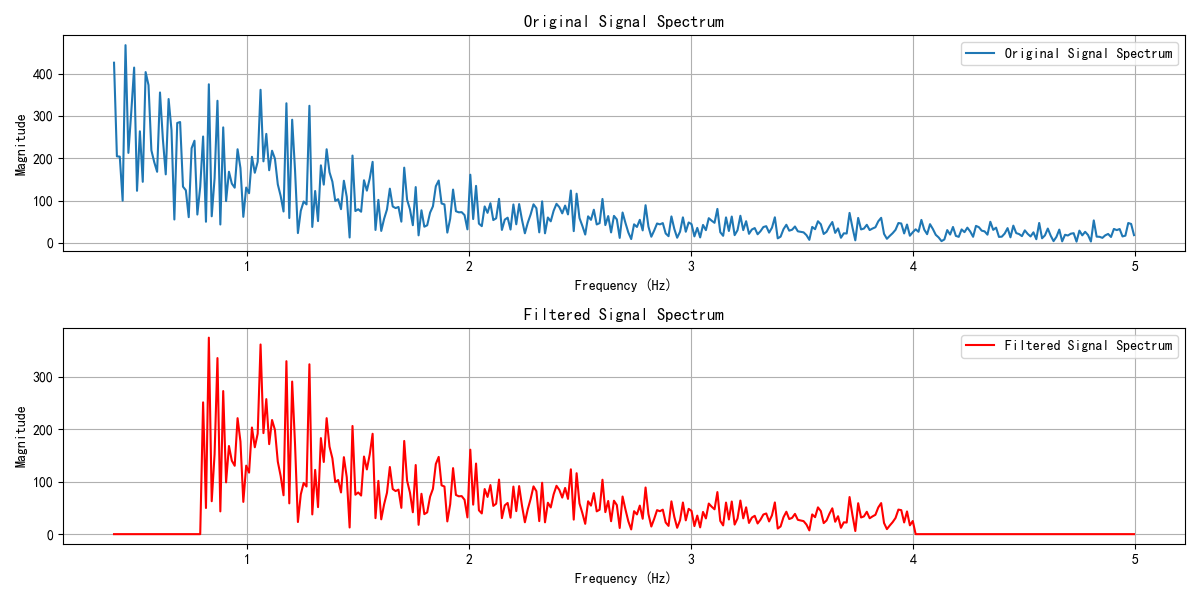 Original Signal Spectrum
Original Signal Spectrum
Magnitude
400
300
200
100
0
1 2 3 4 5
Frequency (Hz)
Filtered Signal Spectrum
Filtered Signal Spectrum
Magnitude
300
200
100
0
1 2 3 4 5
Frequency (Hz)